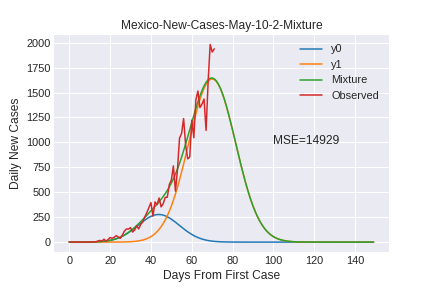 Mexico-New-Cases-May-10-2-Mixture
2000
1750
1500
1250
1000
750
500
250
0
Daily New Cases
y0
y1
Mixture
Observed
MSE=14929
0 20 40 60 80 100 120 140
Days From First Case